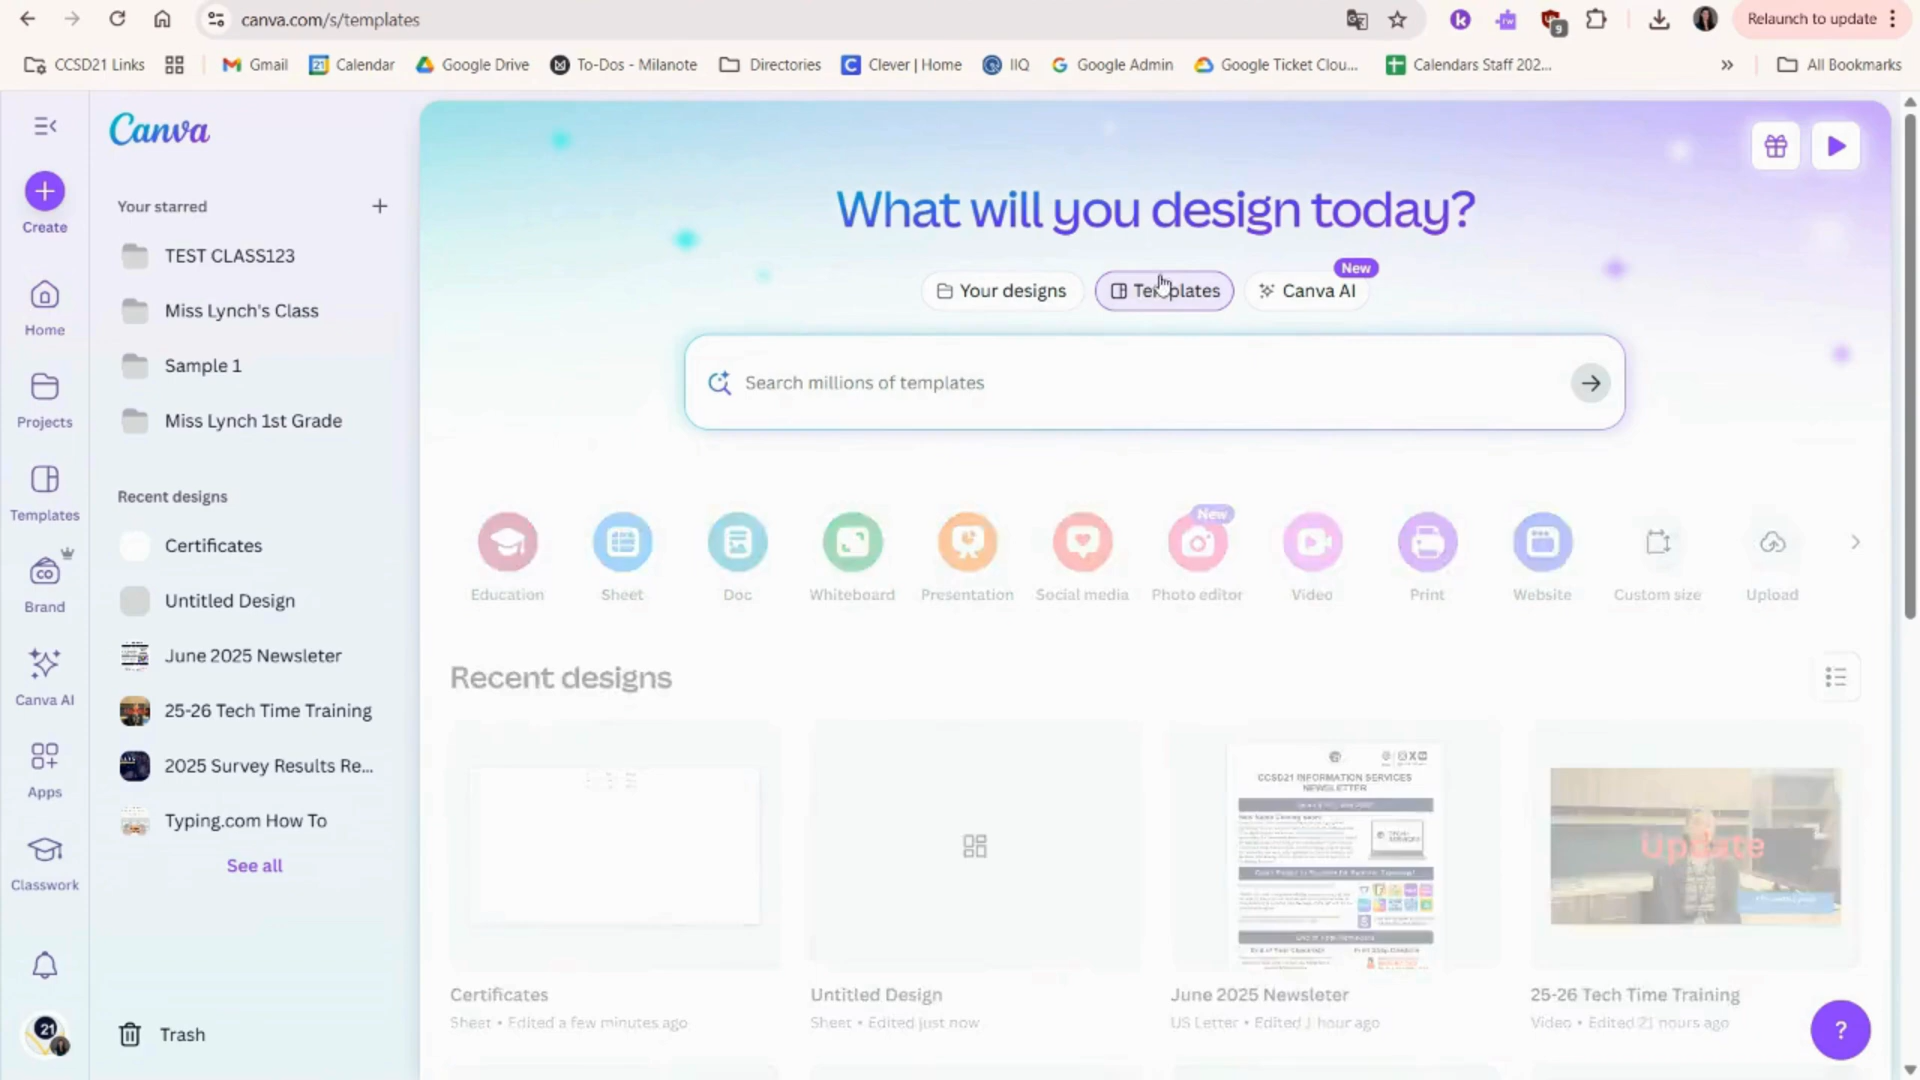 canva.com/s/templates
9
Relaunch to update
CCSD21 Links
Gmail
Calendar
Google Drive
To-Dos - Milanote
Directories
Clever | Home
IIQ
Google Admin
Google Ticket Clou...
Calendars Staff 202...
»
All Bookmarks
Canva
Create
Home
Projects
Templates
Brand
Canva AI
Apps
Classwork
21
Your starred
TEST CLASS123
Miss Lynch's Class
Sample 1
Miss Lynch 1st Grade
Recent designs
Certificates
Untitled Design
June 2025 Newsleter
25-26 Tech Time Training
2025 Survey Results Re...
Typing.com How To
See all
Trash
What will you design today?
Your designs
Templates
Canva AI
New
Search millions of templates
Education
Sheet
Doc
Whiteboard
Presentation
Social media
New
Photo editor
Video
Print
Website
Custom size
Upload
Recent designs
CCSD21 INFORMATION SERVICES
NEWSLETTER
Update
Certificates
Sheet • Edited a few minutes ago
Untitled Design
Sheet • Edited just now
June 2025 Newsleter
US Letter • Edited 1 hour ago
25-26 Tech Time Training
Video • Edited 21 hours ago
?